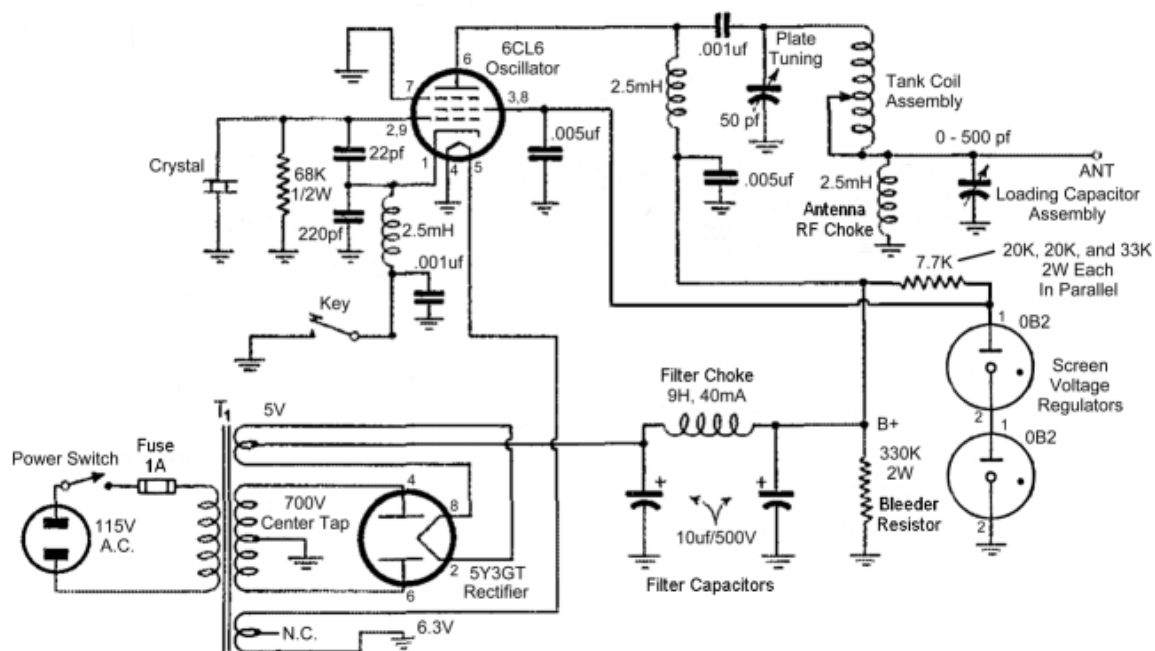 6CL6
Oscillator
6
7
3,8
2,9
1
4
5
.001uf
Plate
Tuning
2.5mH
50 pf
Tank Coil
Assembly
0 - 500 pf
ANT
Crystal
68K
1/2W
22pf
220pf
2.5mH
.001uf
.005uf
.005uf
2.5mH
Antenna
RF Choke
Loading Capacitor
Assembly
7.7K
20K, 20K, and 33K
2W Each
In Parallel
Key
1
0B2
Screen
Voltage
Regulators
2
1
0B2
2
Filter Choke
9H, 40mA
B+
330K
2W
Bleeder
Resistor
+
+
10uf/500V
Filter Capacitors
T1
5V
Power Switch
Fuse
1A
115V
A.C.
700V
Center Tap
4
8
2
6
5Y3GT
Rectifier
N.C.
6.3V